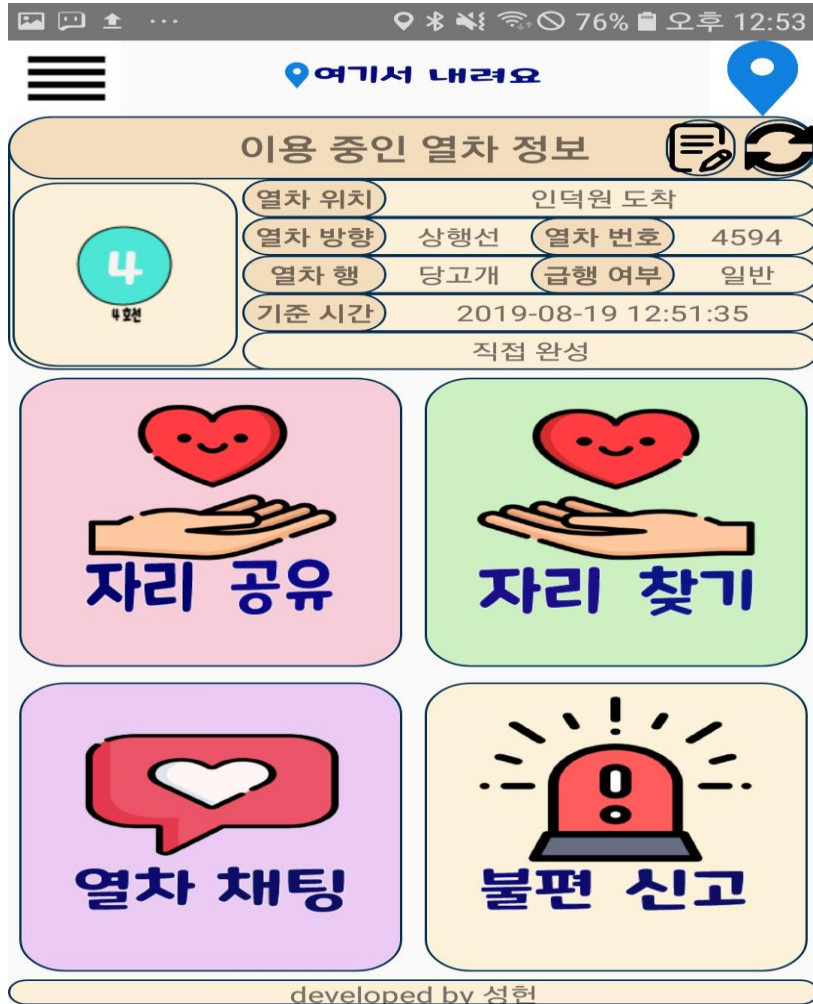 76% 오후 12:53
여기서 내려요
이용 중인 열차 정보
열차 위치 인덕원 도착
열차 방향 상행선 열차 번호 4594
4
4호선
열차 행 당고개 급행 여부 일반
기준 시간 2019-08-19 12:51:35
직접 완성
자리 공유
자리 찾기
열차 채팅
불편 신고
developed by 성헌